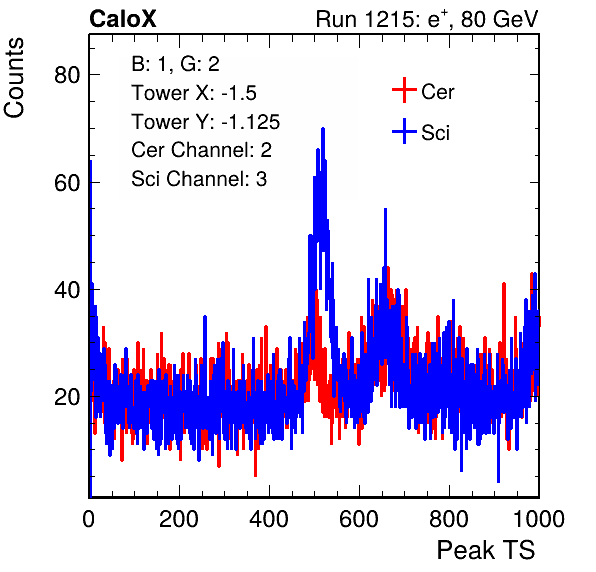 CaloX
Run 1215: e+, 80 GeV
Counts
B: 1, G: 2
Tower X: -1.5
Tower Y: -1.125
Cer Channel: 2
Sci Channel: 3
Cer
Sci
80
60
40
20
0 200 400 600 800 1000
Peak TS